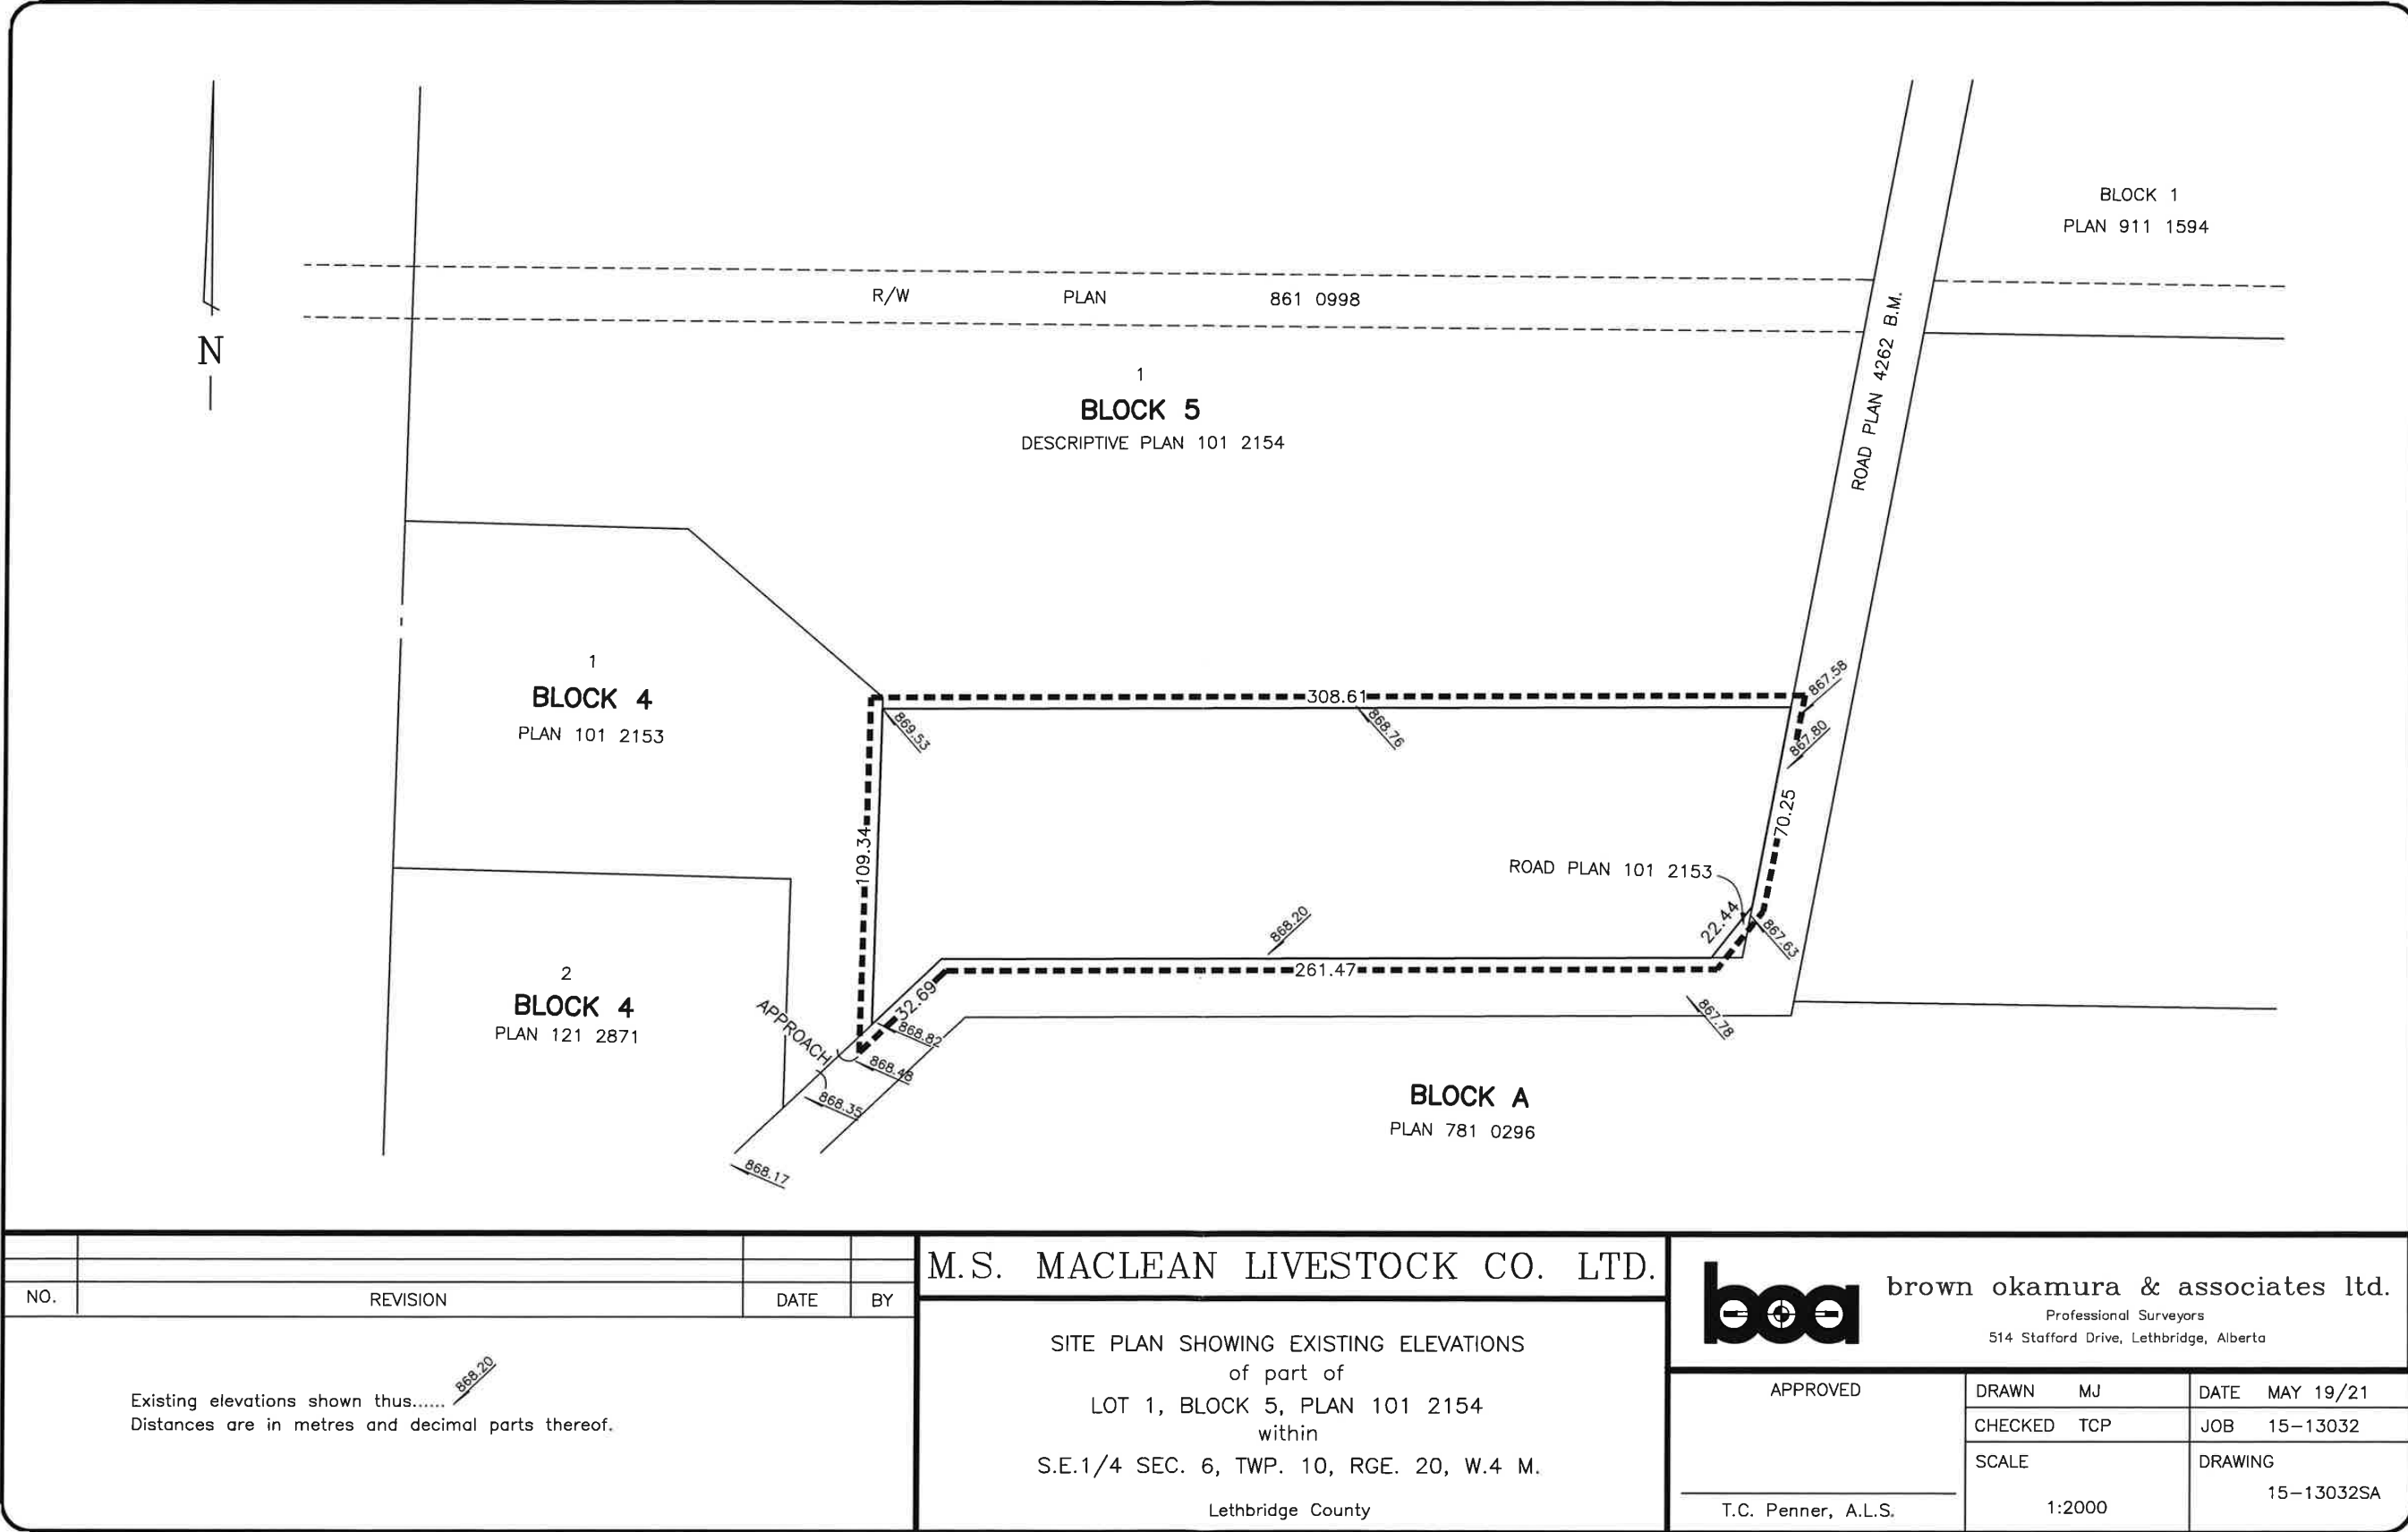 N
BLOCK 1
PLAN 911 1594
R/W PLAN 861 0998
ROAD PLAN 4262 B.M.
1
BLOCK 5
DESCRIPTIVE PLAN 101 2154
1
BLOCK 4
PLAN 101 2153
308.61
867.58
869.53
868.76
867.80
109.34
70.25
ROAD PLAN 101 2153
22.44
867.63
868.20
261.47
2
BLOCK 4
PLAN 121 2871
APPROACH
32.69
868.82
868.48
868.35
868.17
867.78
BLOCK A
PLAN 781 0296
NO. REVISION DATE BY
868.20
Existing elevations shown thus......
Distances are in metres and decimal parts thereof.
M.S. MACLEAN LIVESTOCK CO. LTD.
SITE PLAN SHOWING EXISTING ELEVATIONS
of part of
LOT 1, BLOCK 5, PLAN 101 2154
within
S.E.1/4 SEC. 6, TWP. 10, RGE. 20, W.4 M.
Lethbridge County
boa
brown okamura & associates ltd.
Professional Surveyors
514 Stafford Drive, Lethbridge, Alberta
APPROVED
T.C. Penner, A.L.S.
DRAWN MJ
DATE MAY 19/21
CHECKED TCP
JOB 15-13032
SCALE
1:2000
DRAWING
15-13032SA